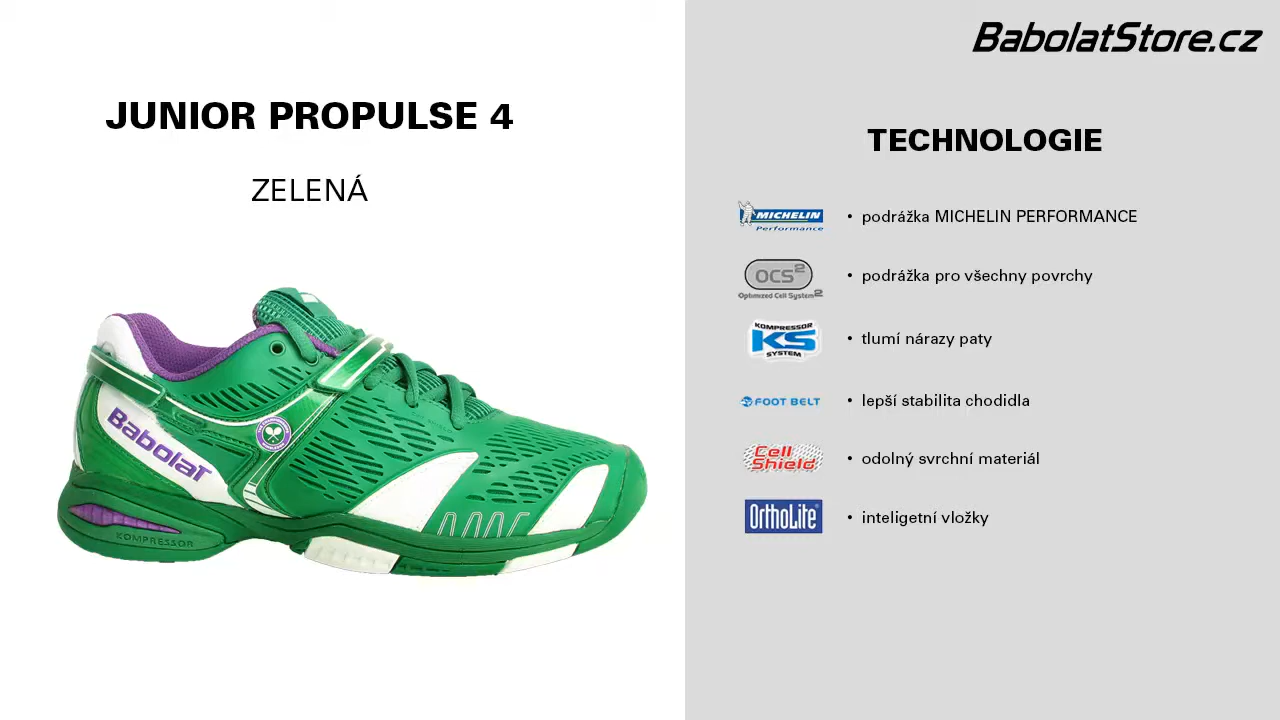 BabolatStore.cz
JUNIOR PROPULSE 4
ZELENÁ
BabolaT
KOMPRESSOR
TECHNOLOGIE
MICHELIN
Performance
• podrážka MICHELIN PERFORMANCE
OCS²
Optimized Cell System²
• podrážka pro všechny povrchy
KOMPRESSOR
KS
SYSTEM
• tlumí nárazy paty
FOOT BELT
• lepší stabilita chodidla
Cell
Shield
• odolný svrchní materiál
OrthoLite
• inteligetní vložky